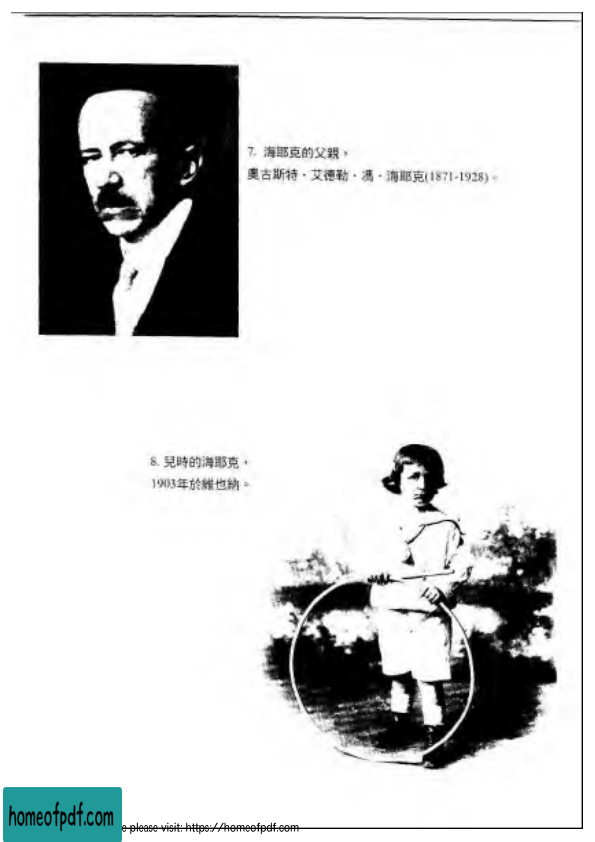 7. 海耶克的父親，
奧古斯特．艾德勒．馮．海耶克(1871-1928)。
8. 兒時的海耶克，
1903年於維也納。
homeofpdf.com
e please visit: https://homeofpdf.com